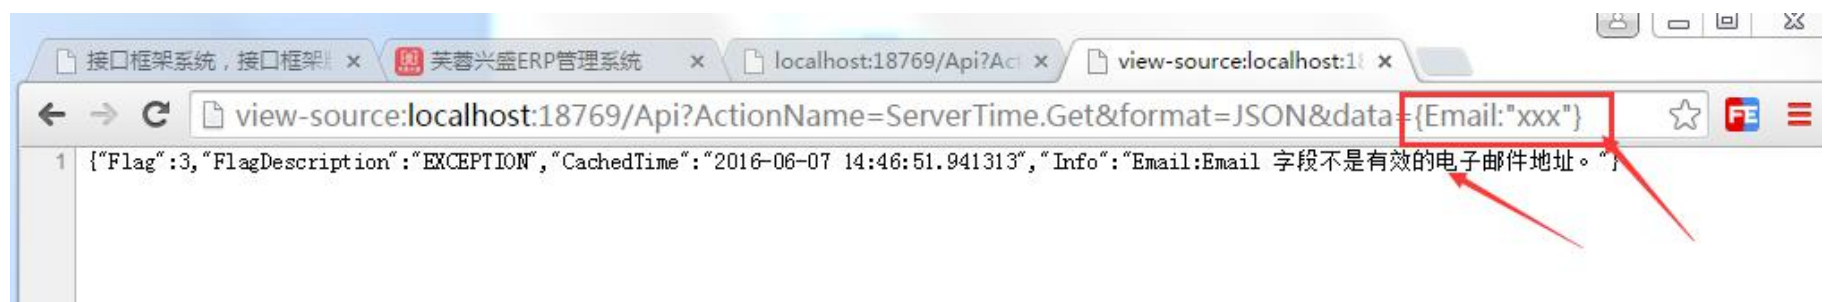 接口框架系统，接口框架
芙蓉兴盛ERP管理系统
localhost:18769/Api?Act
view-source:localhost:18
view-source:localhost:18769/Api?ActionName=ServerTime.Get&format=JSON&data={Email:"xxx"}
FE
1 {"Flag":3,"FlagDescription":"EXCEPTION","CachedTime":"2016-06-07 14:46:51.941313","Info":"Email:Email 字段不是有效的电子邮件地址。"}